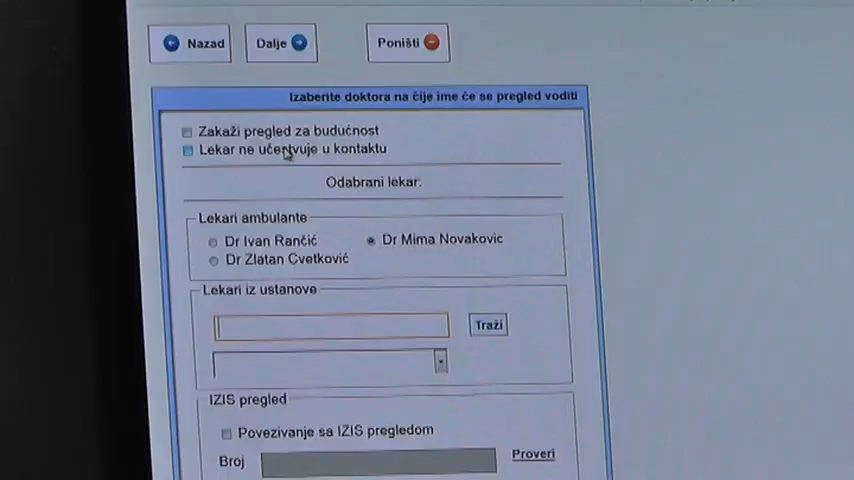 Nazad Dalje Poništi
Izaberite doktora na čije ime će se pregled voditi
Zakaži pregled za budućnost
Lekar ne učestvuje u kontaktu
Odabrani lekar:
Lekari ambulante
Dr Ivan Rančić Dr Mima Novakovic
Dr Zlatan Cvetković
Lekari iz ustanove
Traži
IZIS pregled
Povezivanje sa IZIS pregledom
Broj Proveri